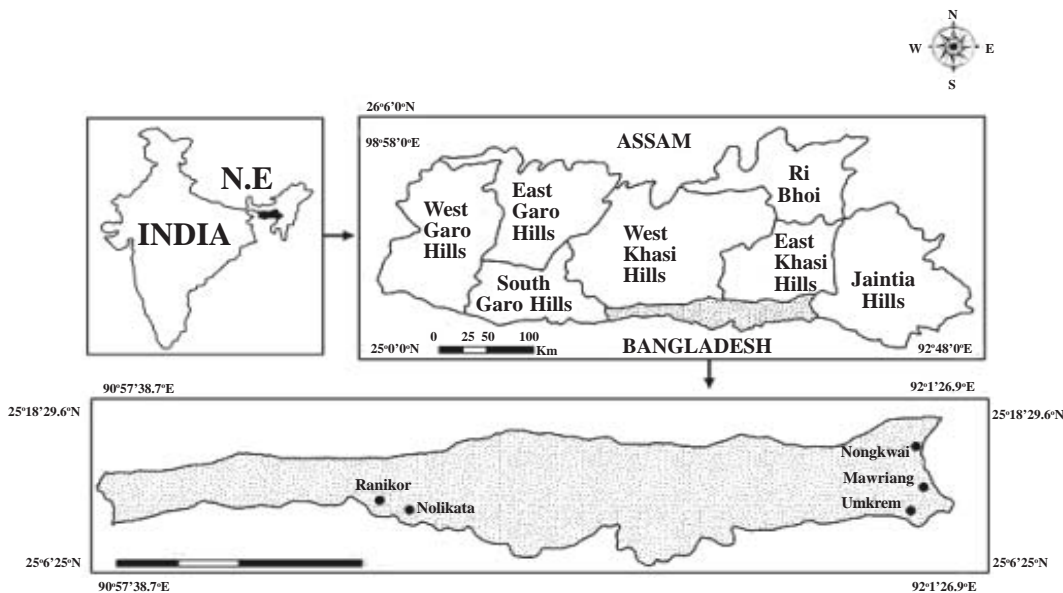 N
W E
S
26°6'0"N
98°58'0"E
ASSAM
N.E
INDIA
West
Garo
Hills
East
Garo
Hills
South
Garo Hills
West
Khasi
Hills
Ri
Bhoi
East
Khasi
Hills
Jaintia
Hills
0 25 50 100
Km
25°0'0"N
BANGLADESH
92°48'0"E
90°57'38.7"E
92°1'26.9"E
25°18'29.6"N
25°18'29.6"N
Nongkwai
Mawriang
Umkrem
Ranikor
Nolikata
25°6'25"N
25°6'25"N
90°57'38.7"E
92°1'26.9"E